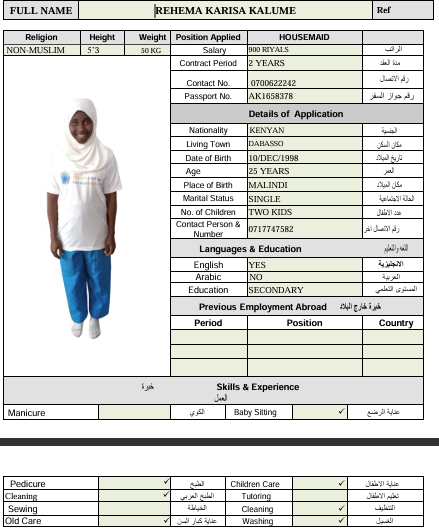 FULL NAME REHEMA KARISA KALUME Ref
Religion Height Weight Position Applied HOUSEMAID
NON-MUSLIM 5'3 50 KG Salary 900 RIYALS الراتب
Contract Period 2 YEARS مدة العقد
Contact No. 0700622242 رقم الاتصال
Passport No. AK1658378 رقم جواز السفر
Details of Application
Nationality KENYAN الجنسية
Living Town DABASSO مكان السكن
Date of Birth 10/DEC/1998 تاريخ الميلاد
Age 25 YEARS العمر
Place of Birth MALINDI مكان الميلاد
Marital Status SINGLE الحالة الاجتماعية
No. of Children TWO KIDS عدد الاطفال
Contact Person & Number 0717747582 رقم الاتصال اخر
Languages & Education اللغه والتعليم
English YES الانجليزية
Arabic NO العربية
Education SECONDARY المستوى التعلمي
Previous Employment Abroad خبرة خارج البلاد
Period Position Country
خبرة Skills & Experience
العمل
Manicure الكوي Baby Sitting ✓ عناية الرضع
Pedicure ✓ الطبخ Children Care ✓ عناية الاطفال
Cleaning ✓ الطبخ العربي Tutoring تعليم الاطفال
Sewing الخياطة Cleaning ✓ التنظيف
Old Care ✓ عناية كبار السن Washing ✓ الغسيل